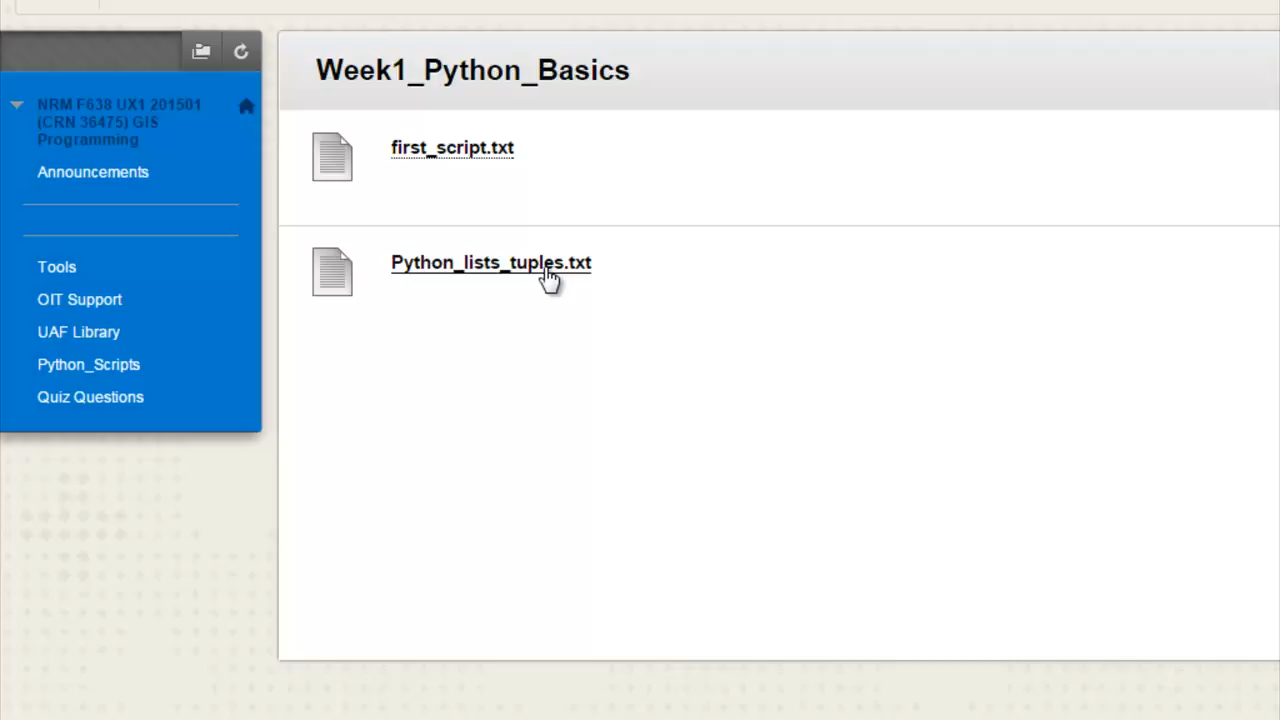 Week1_Python_Basics
NRM F638 UX1 201501
(CRN 36475) GIS
Programming
Announcements
first_script.txt
Python_lists_tuples.txt
Tools
OIT Support
UAF Library
Python_Scripts
Quiz Questions